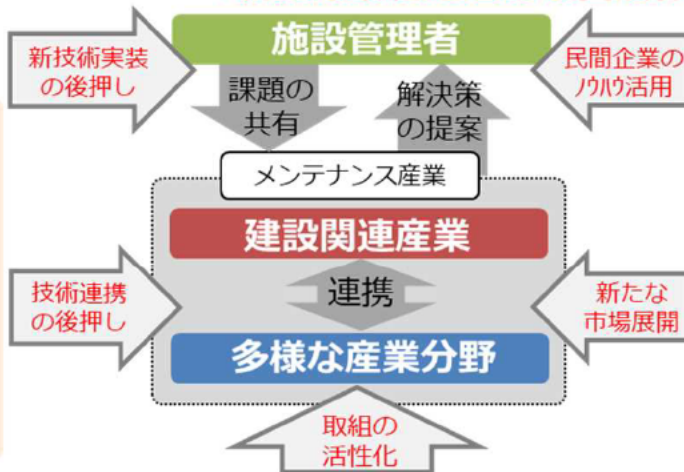 施設管理者
新技術実装
の後押し
民間企業の
ノウハウ活用
課題の
共有
解決策
の提案
メンテナンス産業
建設関連産業
技術連携
の後押し
連携
新たな
市場展開
多様な産業分野
取組の
活性化